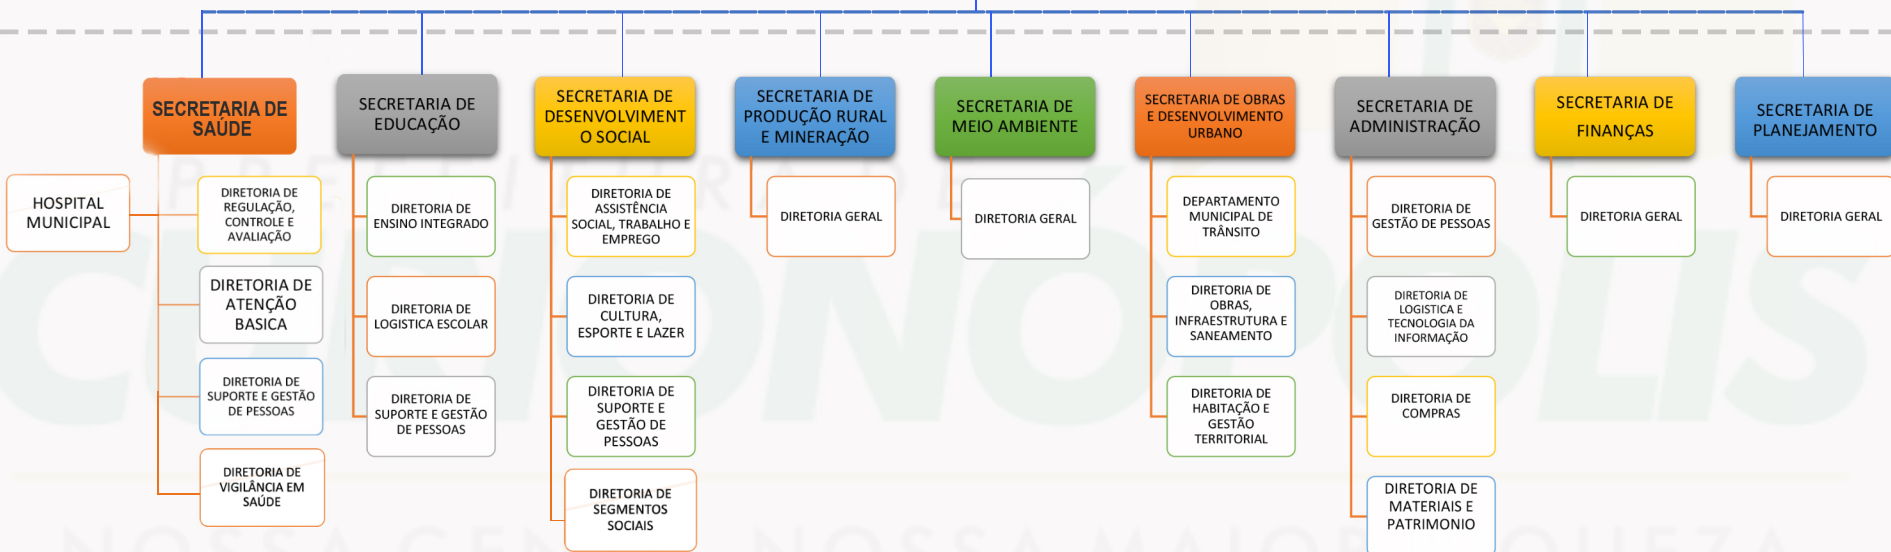 SECRETARIA DE
SAÚDE
SECRETARIA DE
EDUCAÇÃO
SECRETARIA DE
DESENVOLVIMENT
O SOCIAL
SECRETARIA DE
PRODUÇÃO RURAL
E MINERAÇÃO
SECRETARIA DE
MEIO AMBIENTE
SECRETARIA DE OBRAS
E DESENVOLVIMENTO
URBANO
SECRETARIA DE
ADMINISTRAÇÃO
SECRETARIA DE
FINANÇAS
SECRETARIA DE
PLANEJAMENTO
HOSPITAL
MUNICIPAL
DIRETORIA DE
REGULAÇÃO,
CONTROLE E
AVALIAÇÃO
DIRETORIA DE
ATENÇÃO
BASICA
DIRETORIA DE
SUPORTE E GESTÃO
DE PESSOAS
DIRETORIA DE
VIGILÂNCIA EM
SAÚDE
DIRETORIA DE
ENSINO INTEGRADO
DIRETORIA DE
LOGISTICA ESCOLAR
DIRETORIA DE
SUPORTE E GESTÃO
DE PESSOAS
DIRETORIA DE
ASSISTÊNCIA
SOCIAL, TRABALHO E
EMPREGO
DIRETORIA DE
CULTURA,
ESPORTE E LAZER
DIRETORIA DE
SUPORTE E
GESTÃO DE
PESSOAS
DIRETORIA DE
SEGMENTOS
SOCIAIS
DIRETORIA GERAL
DIRETORIA GERAL
DEPARTAMENTO
MUNICIPAL DE
TRÂNSITO
DIRETORIA DE
OBRAS,
INFRAESTRUTURA E
SANEAMENTO
DIRETORIA DE
HABITAÇÃO E
GESTÃO
TERRITORIAL
DIRETORIA DE
GESTÃO DE PESSOAS
DIRETORIA DE
LOGISTICA E
TECNOLOGIA DA
INFORMAÇÃO
DIRETORIA DE
COMPRAS
DIRETORIA DE
MATERIAIS E
PATRIMONIO
DIRETORIA GERAL
DIRETORIA GERAL
PREFEITURA DE
CURIONÓPOLIS
NOSSA NOSSA MAIOR